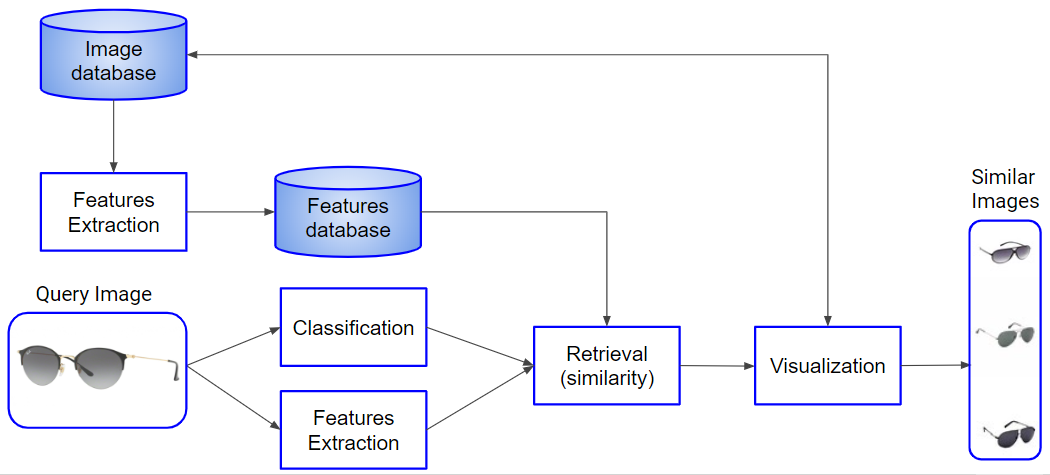 Image
database
Features
Extraction
Features
database
Similar
Images
Query Image
Classification
Features
Extraction
Retrieval
(similarity)
Visualization